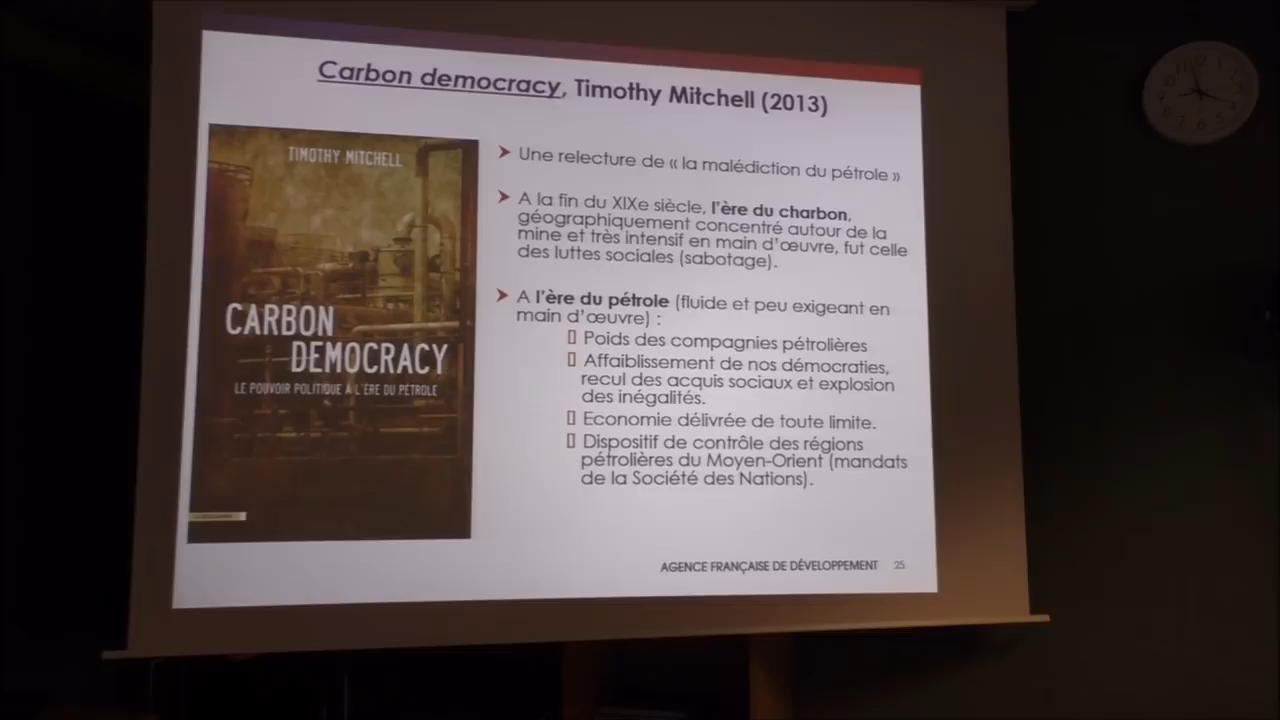 Carbon democracy, Timothy Mitchell (2013)
TIMOTHY MITCHELL
CARBON
DEMOCRACY
LE POUVOIR POLITIQUE À L'ÈRE DU PÉTROLE
Une relecture de « la malédiction du pétrole »
A la fin du XIXe siècle, l'ère du charbon,
géographiquement concentré autour de la
mine et très intensif en main d'œuvre, fut celle
des luttes sociales (sabotage).
A l'ère du pétrole (fluide et peu exigeant en
main d'œuvre) :
Poids des compagnies pétrolières
Affaiblissement de nos démocraties,
recul des acquis sociaux et explosion
des inégalités.
Economie délivrée de toute limite.
Dispositif de contrôle des régions
pétrolières du Moyen-Orient (mandats
de la Société des Nations).
AGENCE FRANÇAISE DE DÉVELOPPEMENT 25